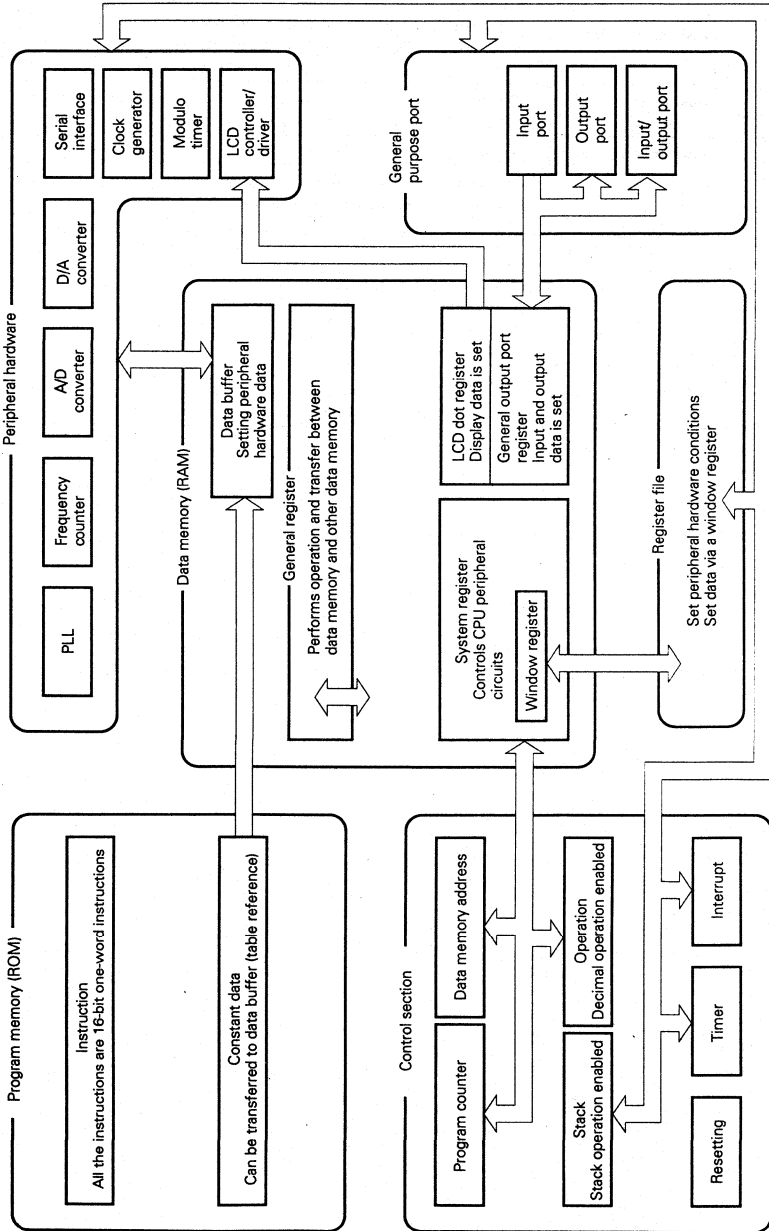 Program memory (ROM)
Instruction
All the instructions are 16-bit one-word instructions
Constant data
Can be transferred to data buffer (table reference)
Peripheral hardware
PLL
Frequency
counter
A/D
converter
D/A
converter
Serial
interface
Clock
generator
Modulo
timer
LCD
controller/
driver
Data memory (RAM)
Data buffer
Setting peripheral
hardware data
General register
Performs operation and transfer between
data memory and other data memory
System register
Controls CPU peripheral
circuits
Window register
LCD dot register
Display data is set
General output port
register
Input and output
data is set
General
purpose port
Input
port
Output
port
Input/
output port
Control section
Program counter
Data memory address
Stack
Stack operation enabled
Operation
Decimal operation enabled
Resetting
Timer
Interrupt
Register file
Set peripheral hardware conditions
Set data via a window register